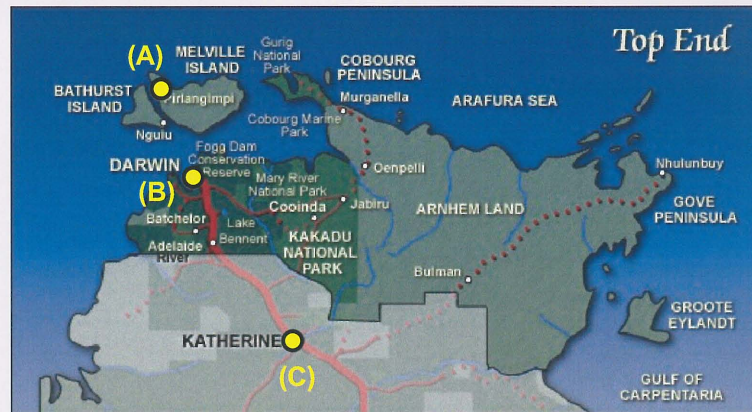 Top End
(A)
MELVILLE
ISLAND
Gurig
National
Park
COBOURG
PENINSULA
BATHURST
ISLAND
Pirlangimpi
Murganella
ARAFURA SEA
Nguiu
Cobourg Marine
Park
Fogg Dam
Conservation
Reserve
DARWIN
(B)
Mary River
National Park
Oenpelli
Nhulunbuy
Cooinda
Jabiru
ARNHEM LAND
GOVE
PENINSULA
Batchelor
Lake
Bennent
Adelaide
River
KAKADU
NATIONAL
PARK
Bulman
GROOTE
EYLANDT
KATHERINE
(C)
GULF OF
CARPENTARIA